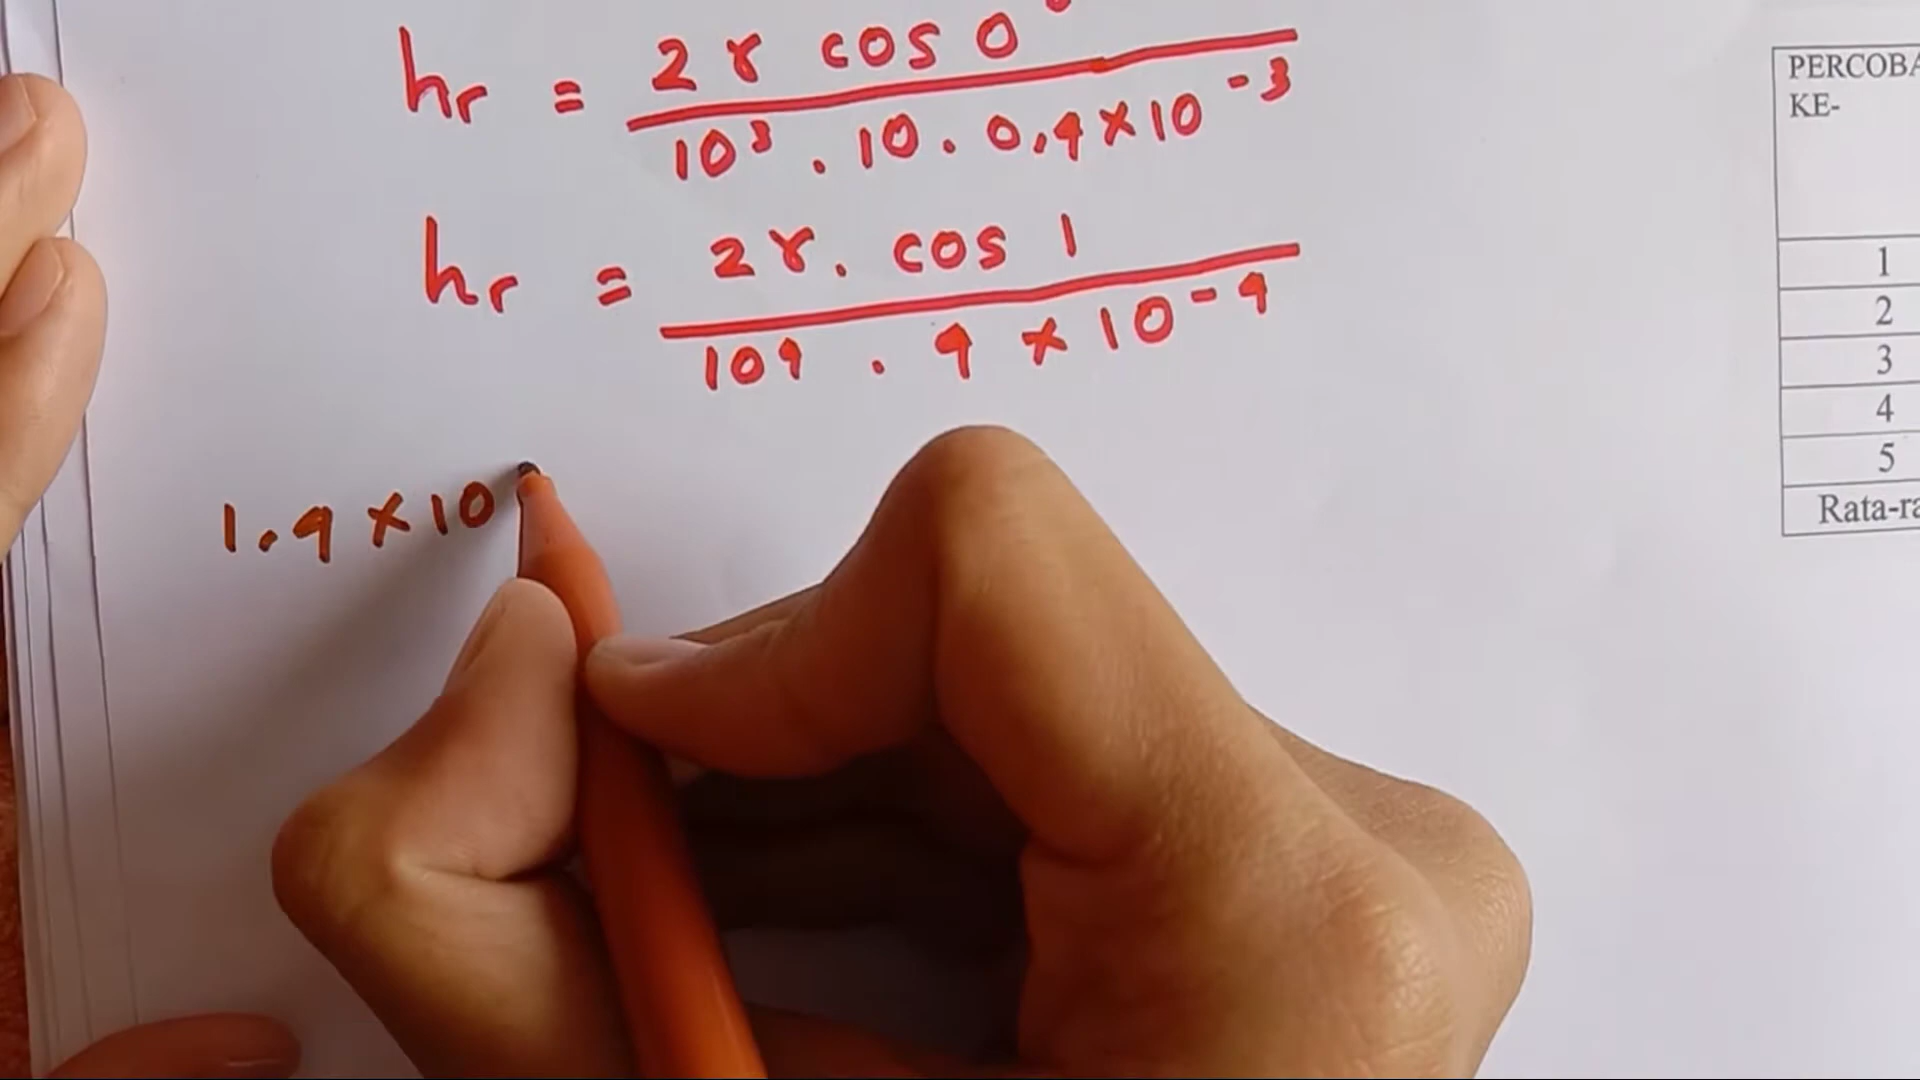 hr = 2γ cos 0° / 10³ . 10 . 0,4 × 10⁻³
hr = 2γ. cos 1 / 10⁴ . 4 × 10⁻⁴
1,4 × 10
PERCOBA
KE-
1
2
3
4
5
Rata-ra